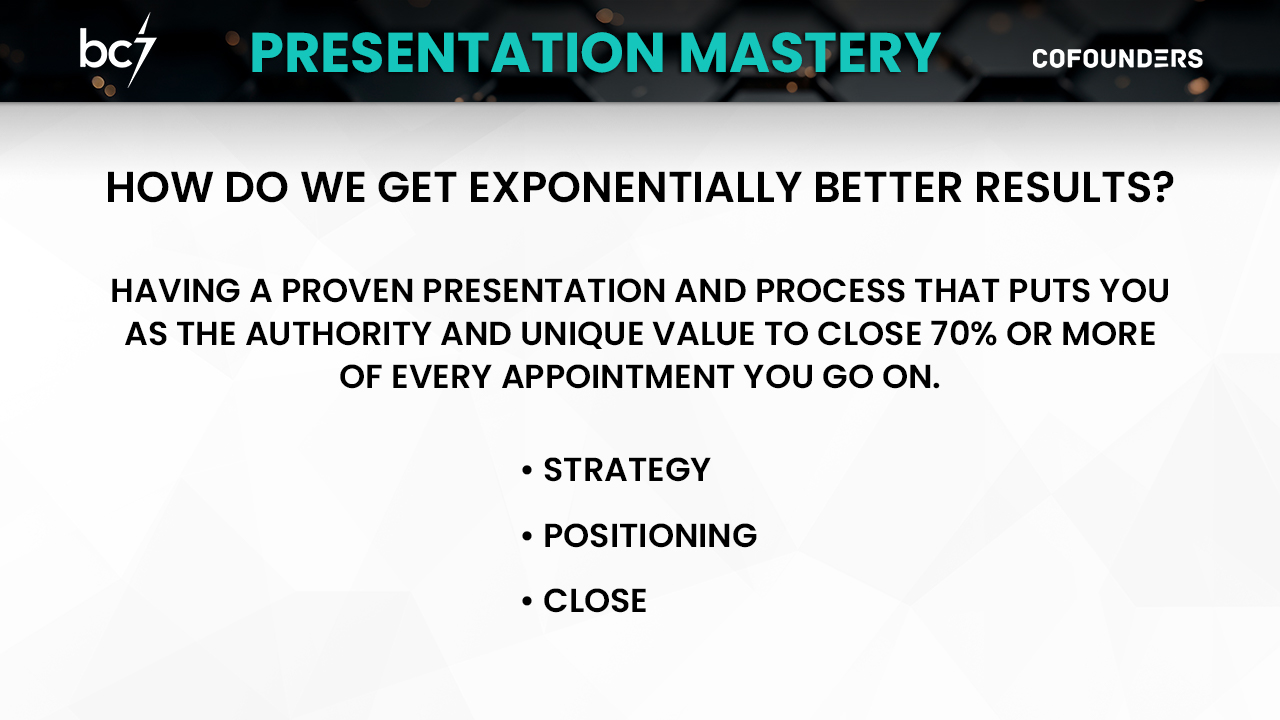 bc7
PRESENTATION MASTERY
COFOUNDERS
HOW DO WE GET EXPONENTIALLY BETTER RESULTS?
HAVING A PROVEN PRESENTATION AND PROCESS THAT PUTS YOU
AS THE AUTHORITY AND UNIQUE VALUE TO CLOSE 70% OR MORE
OF EVERY APPOINTMENT YOU GO ON.
• STRATEGY
• POSITIONING
• CLOSE